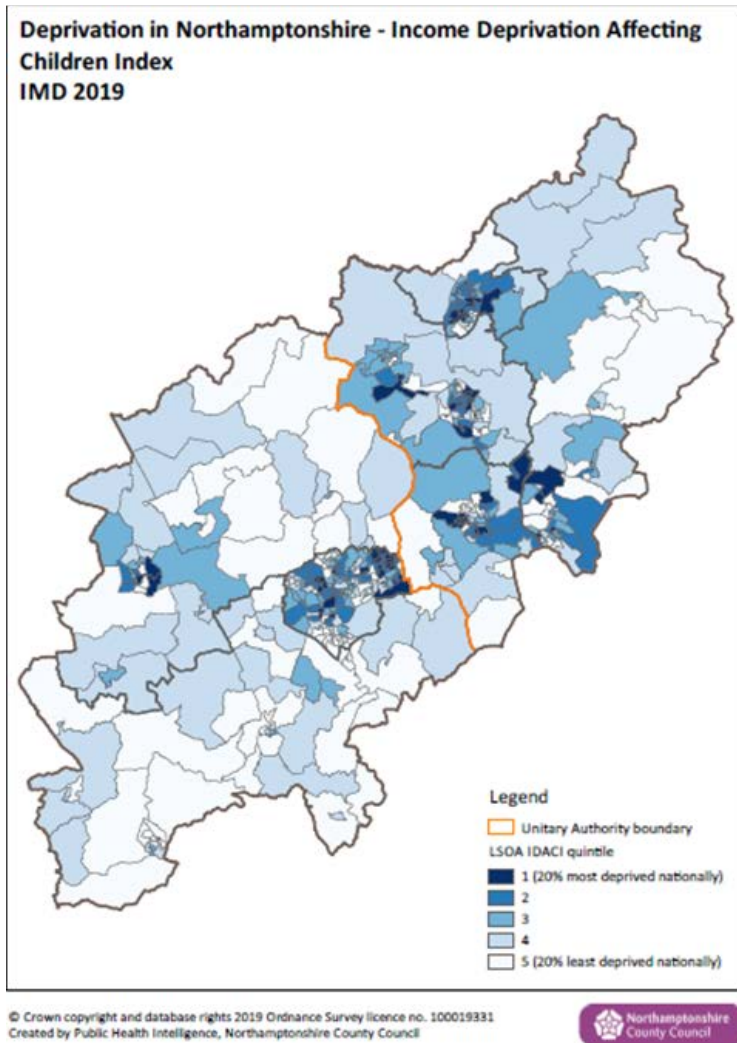 Deprivation in Northamptonshire - Income Deprivation Affecting
Children Index
IMD 2019
Legend
Unitary Authority boundary
LSOA IDACI quintile
1 (20% most deprived nationally)
2
3
4
5 (20% least deprived nationally)
© Crown copyright and database rights 2019 Ordnance Survey licence no. 100019331
Created by Public Health Intelligence, Northamptonshire County Council
Northamptonshire
County Council